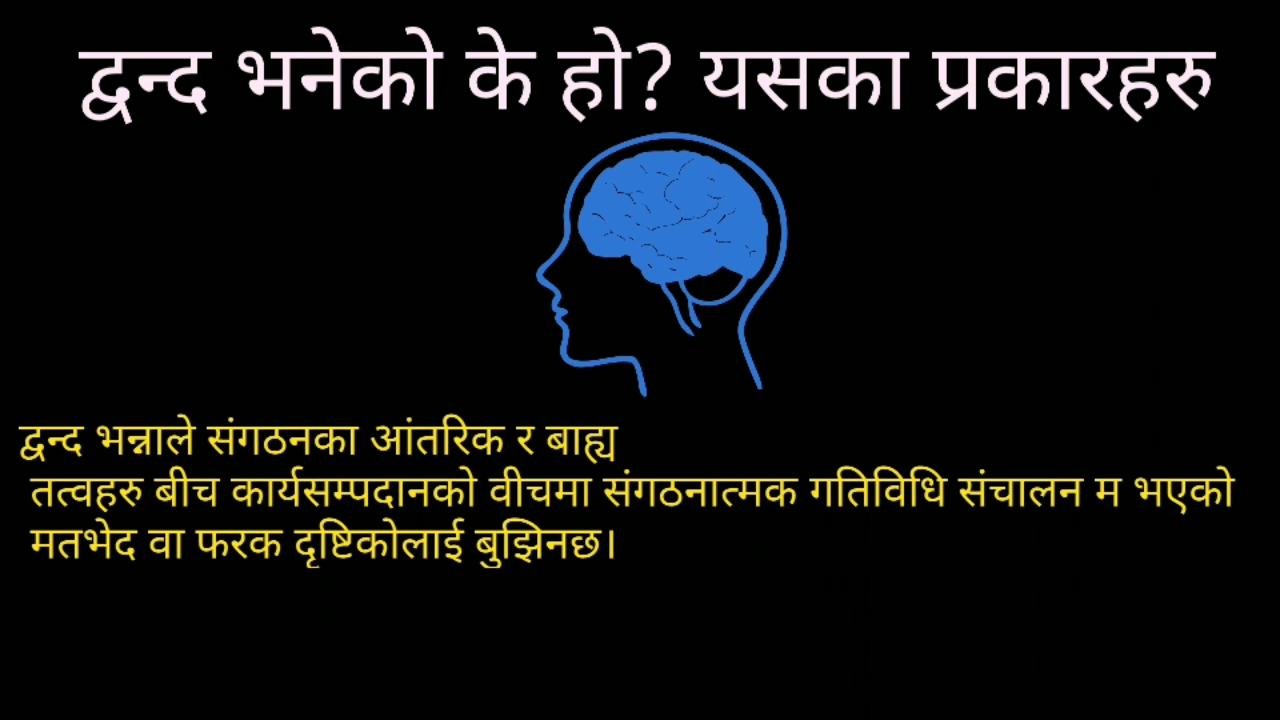 द्वन्द भनेको के हो? यसका प्रकारहरु
द्वन्द भन्नाले संगठनका आंतरिक र बाह्य
तत्वहरु बीच कार्यसम्पदानको वीचमा संगठनात्मक गतिविधि संचालन म भएको
मतभेद वा फरक दृष्टिकोलाई बुझिनछ।